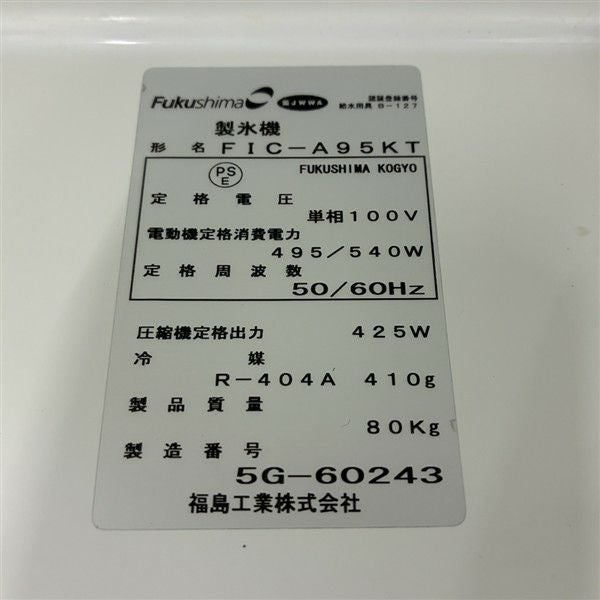 Fukushima JWWA 認証登録番号
給水用具 B-127
製氷機
形名 FIC-A95KT
PSE FUKUSHIMA KOGYO
定格電圧
単相100V
電動機定格消費電力
495/540W
定格周波数
50/60Hz
圧縮機定格出力 425W
冷媒
R-404A 410g
製品質量
80Kg
製造番号
5G-60243
福島工業株式会社